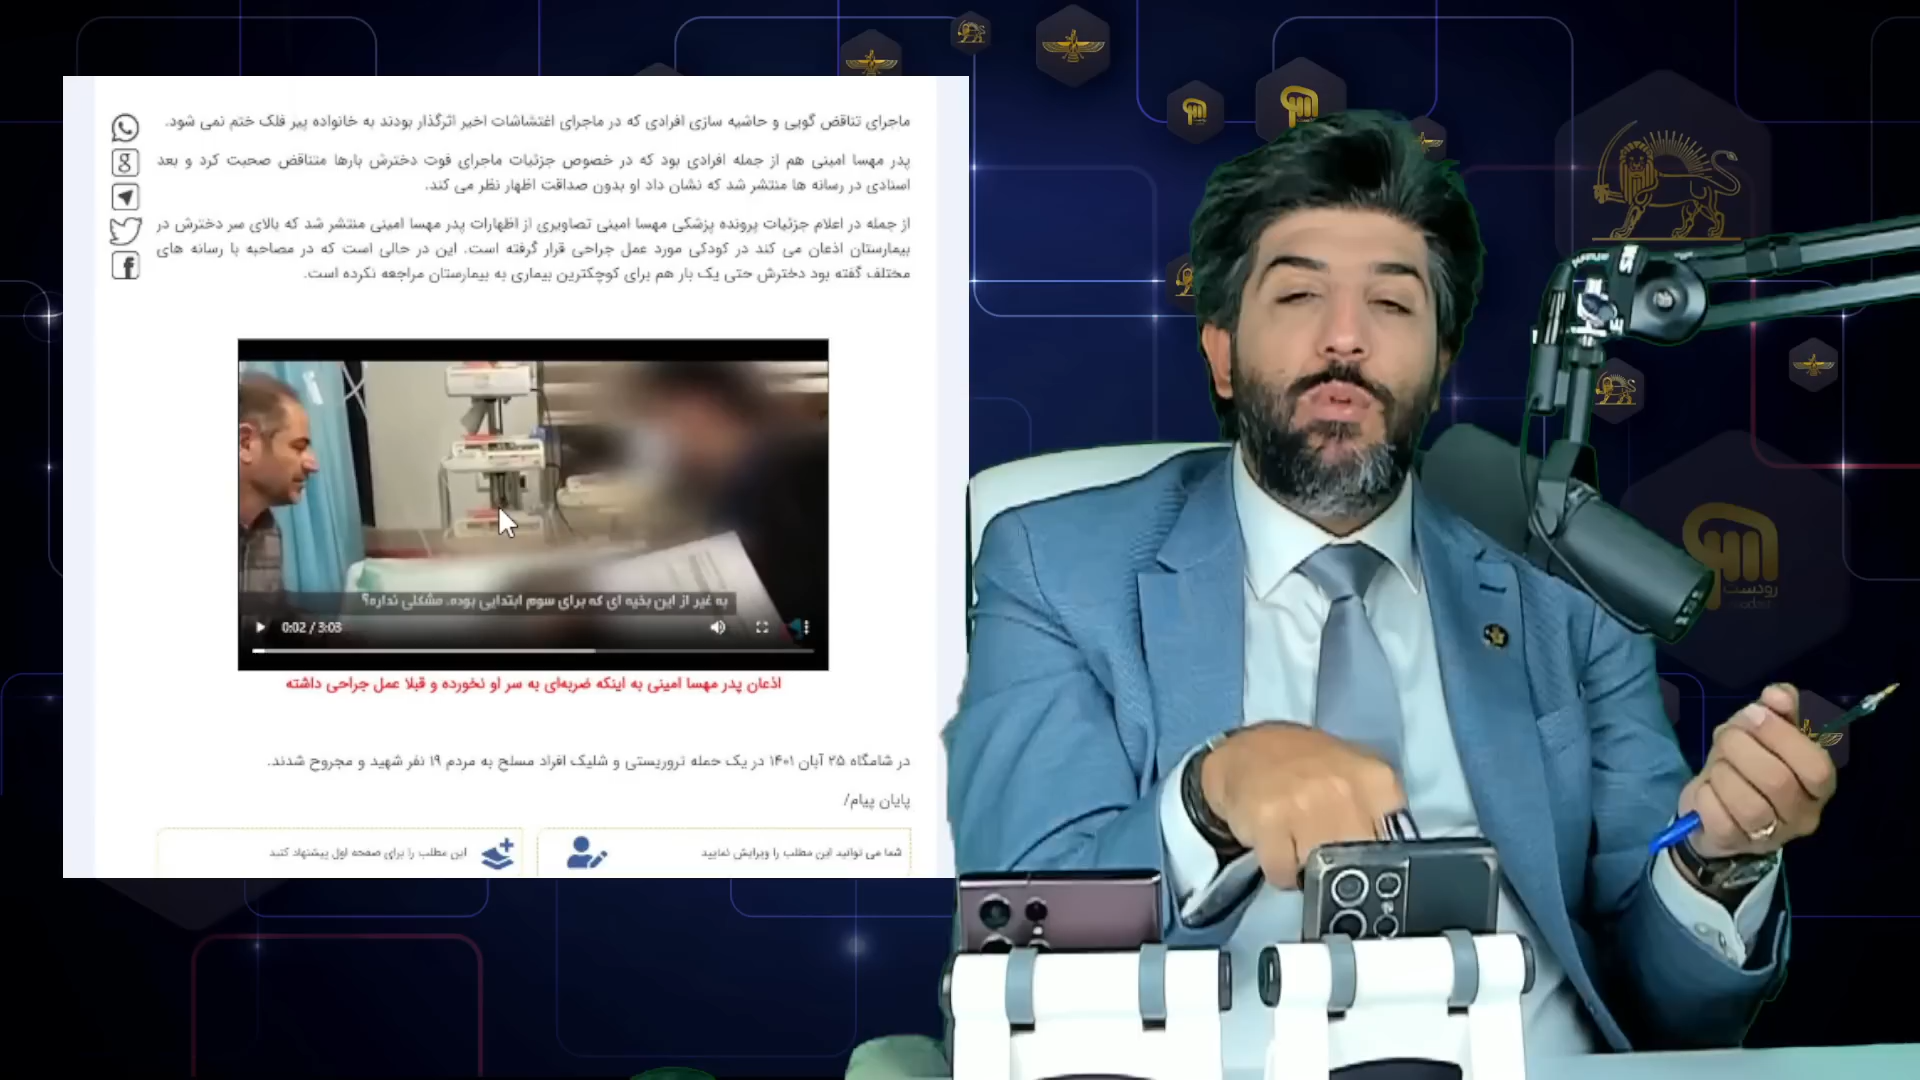 ماجرای تناقض گویی و حاشیه سازی افرادی که در ماجرای اغتشاشات اخیر اثرگذار بودند به خانواده پیر فلک ختم نمی شود.
پدر مهسا امینی هم از جمله افرادی بود که در خصوص جزئیات ماجرای فوت دخترش بارها متناقض صحبت کرد و بعد
اسنادی در رسانه ها منتشر شد که نشان داد او بدون صداقت اظهار نظر می کند.
از جمله در اعلام جزئیات پرونده پزشکی مهسا امینی تصاویری از اظهارات پدر مهسا امینی منتشر شد که بالای سر دخترش در
بیمارستان اذعان می کند در کودکی مورد عمل جراحی قرار گرفته است. این در حالی است که در مصاحبه با رسانه های
مختلف گفته بود دخترش حتی یک بار هم برای کوچکترین بیماری به بیمارستان مراجعه نکرده است.
به غیر از این بخیه ای که برای سوم ابتدایی بوده، مشکلی نداره؟
0:02 / 3:03
اذعان پدر مهسا امینی به اینکه ضربه‌ای به سر او نخورده و قبلا عمل جراحی داشته
در شامگاه ۲۵ آبان ۱۴۰۱ در یک حمله تروریستی و شلیک افراد مسلح به مردم ۱۹ نفر شهید و مجروح شدند.
پایان پیام/
شما می توانید این مطلب را ویرایش نمایید
این مطلب را برای صفحه اول پیشنهاد کنید
رودست